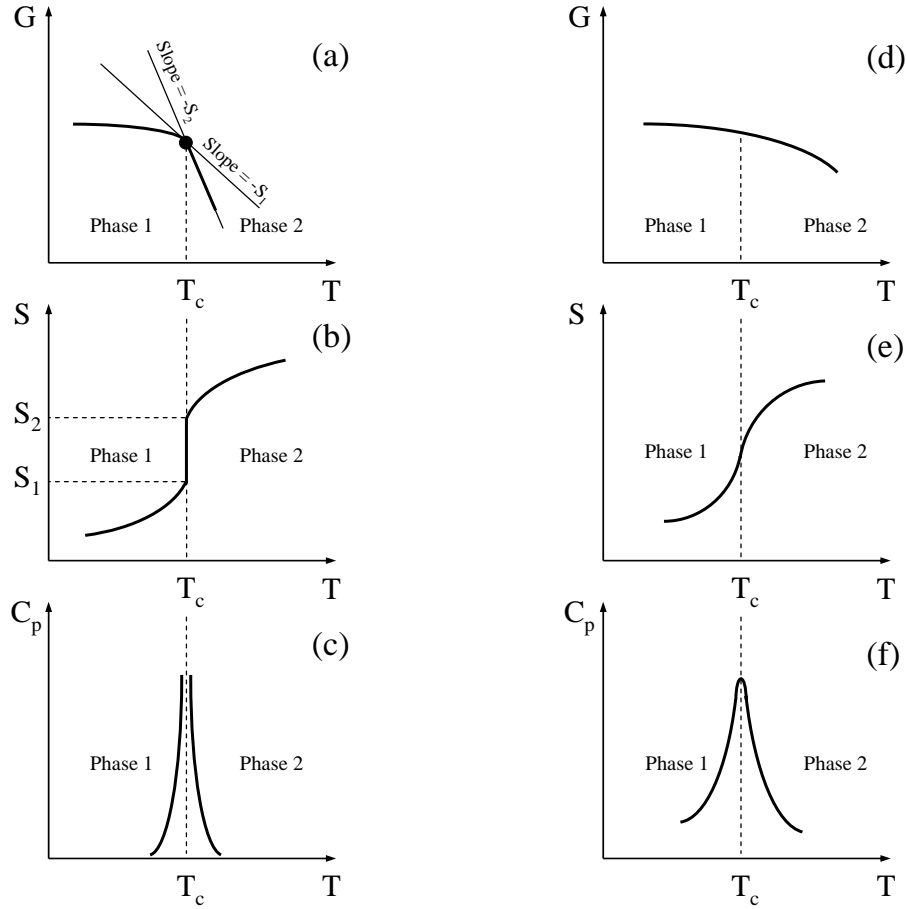 G
(a)
Slope = -S2
Slope = -S1
Phase 1
Phase 2
Tc
T
G
(d)
Phase 1
Phase 2
Tc
T
S
(b)
S2
S1
Phase 1
Phase 2
Tc
T
S
(e)
Phase 1
Phase 2
Tc
T
Cp
(c)
Phase 1
Phase 2
Tc
T
Cp
(f)
Phase 1
Phase 2
Tc
T